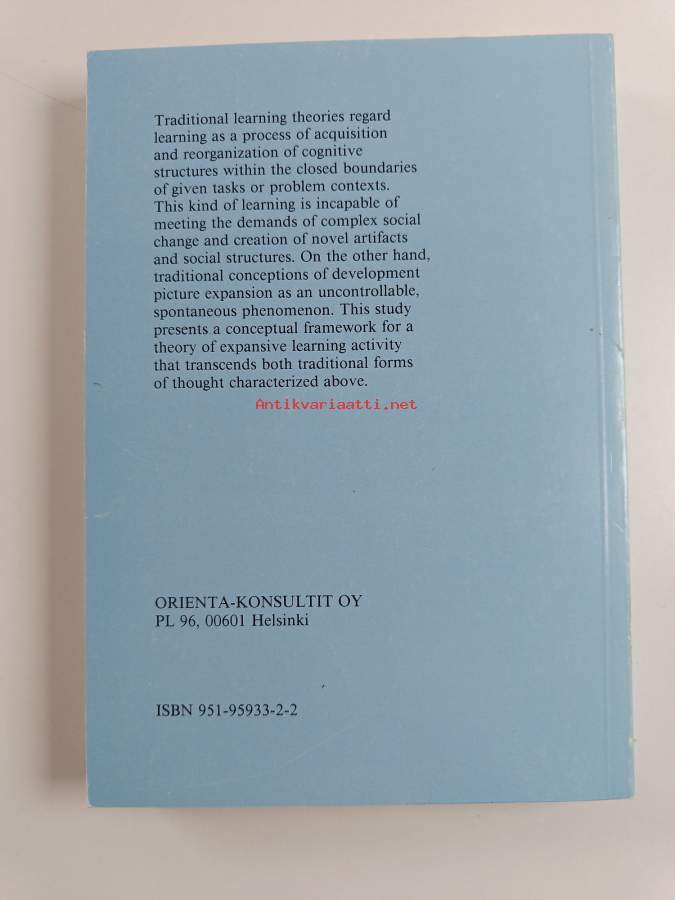 Traditional learning theories regard
learning as a process of acquisition
and reorganization of cognitive
structures within the closed boundaries
of given tasks or problem contexts.
This kind of learning is incapable of
meeting the demands of complex social
change and creation of novel artifacts
and social structures. On the other hand,
traditional conceptions of development
picture expansion as an uncontrollable,
spontaneous phenomenon. This study
presents a conceptual framework for a
theory of expansive learning activity
that transcends both traditional forms
of thought characterized above.
Antikvariaatti.net
ORIENTA-KONSULTIT OY
PL 96, 00601 Helsinki
ISBN 951-95933-2-2